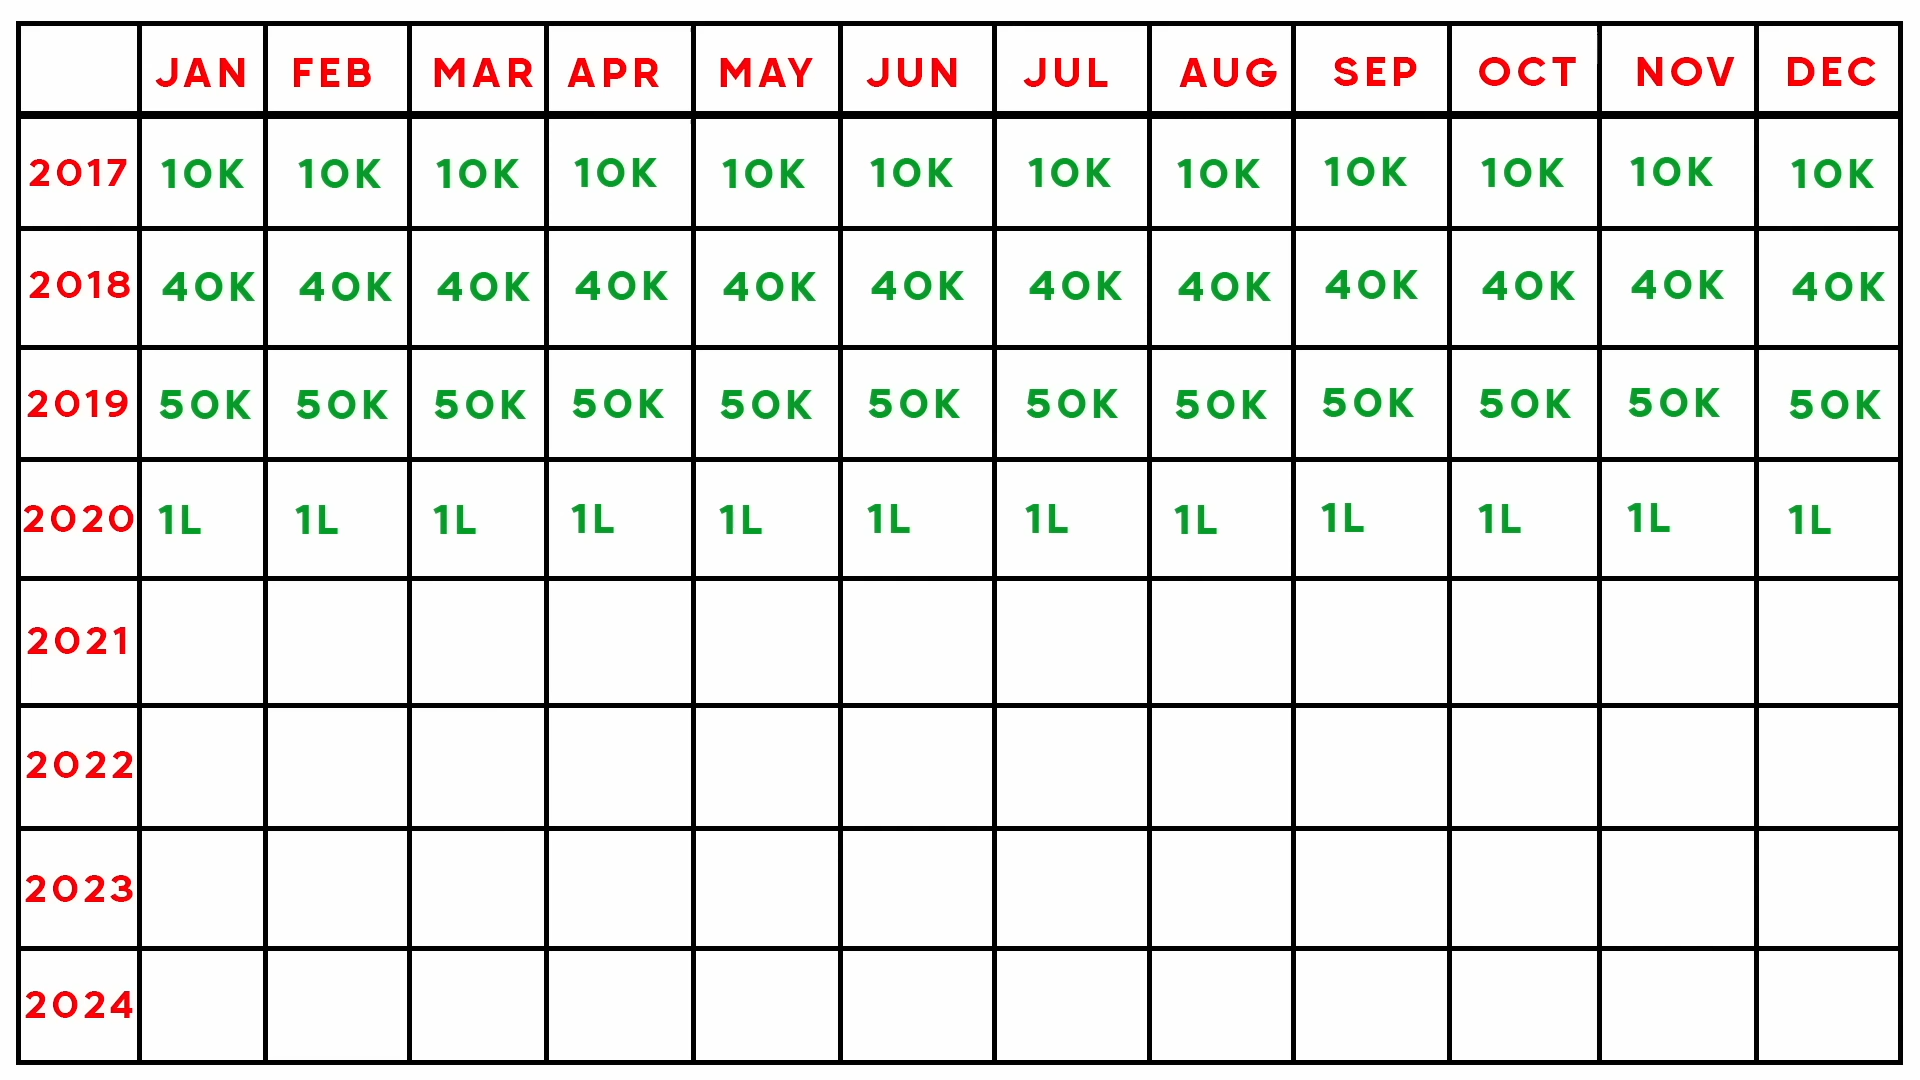 JAN FEB MAR APR MAY JUN JUL AUG SEP OCT NOV DEC
2017 10K 10K 10K 10K 10K 10K 10K 10K 10K 10K 10K 10K
2018 40K 40K 40K 40K 40K 40K 40K 40K 40K 40K 40K 40K
2019 50K 50K 50K 50K 50K 50K 50K 50K 50K 50K 50K 50K
2020 1L 1L 1L 1L 1L 1L 1L 1L 1L 1L 1L 1L
2021
2022
2023
2024